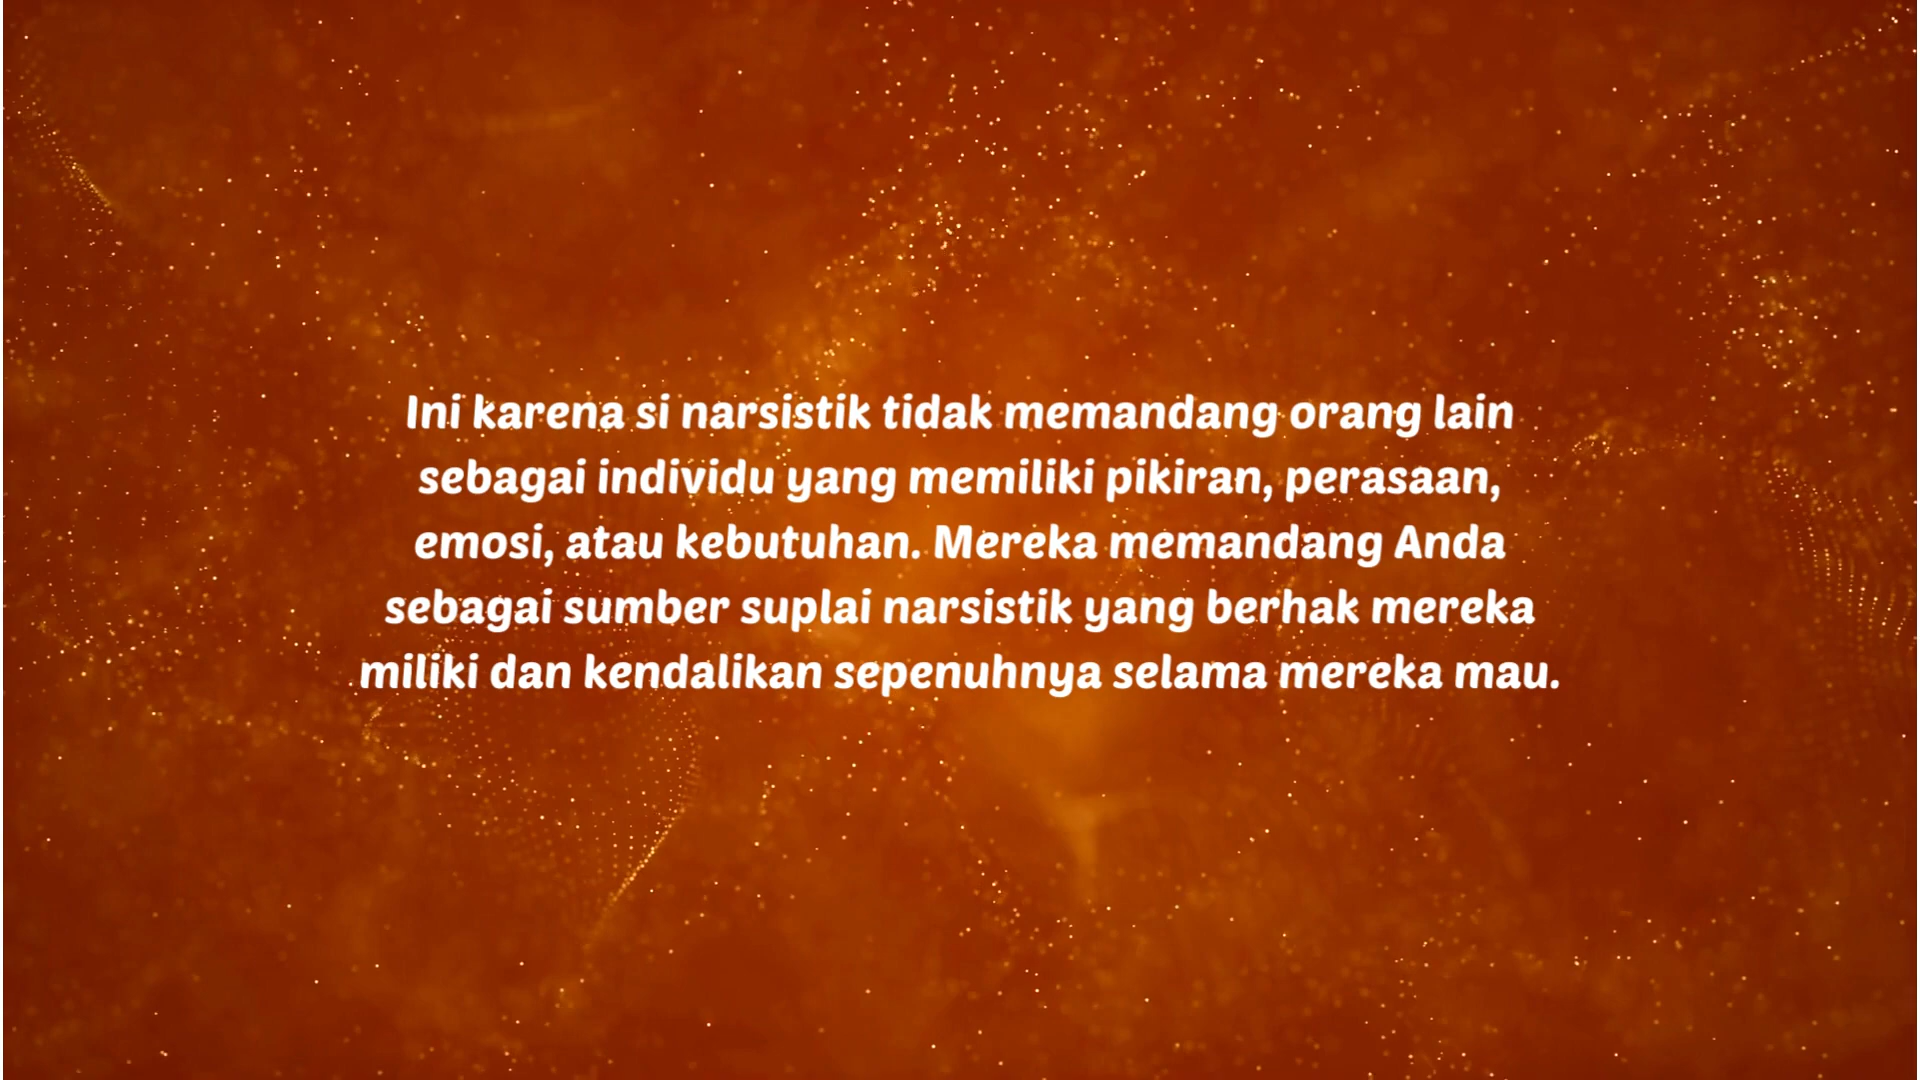 Ini karena si narsistik tidak memandang orang lain
sebagai individu yang memiliki pikiran, perasaan,
emosi, atau kebutuhan. Mereka memandang Anda
sebagai sumber suplai narsistik yang berhak mereka
miliki dan kendalikan sepenuhnya selama mereka mau.